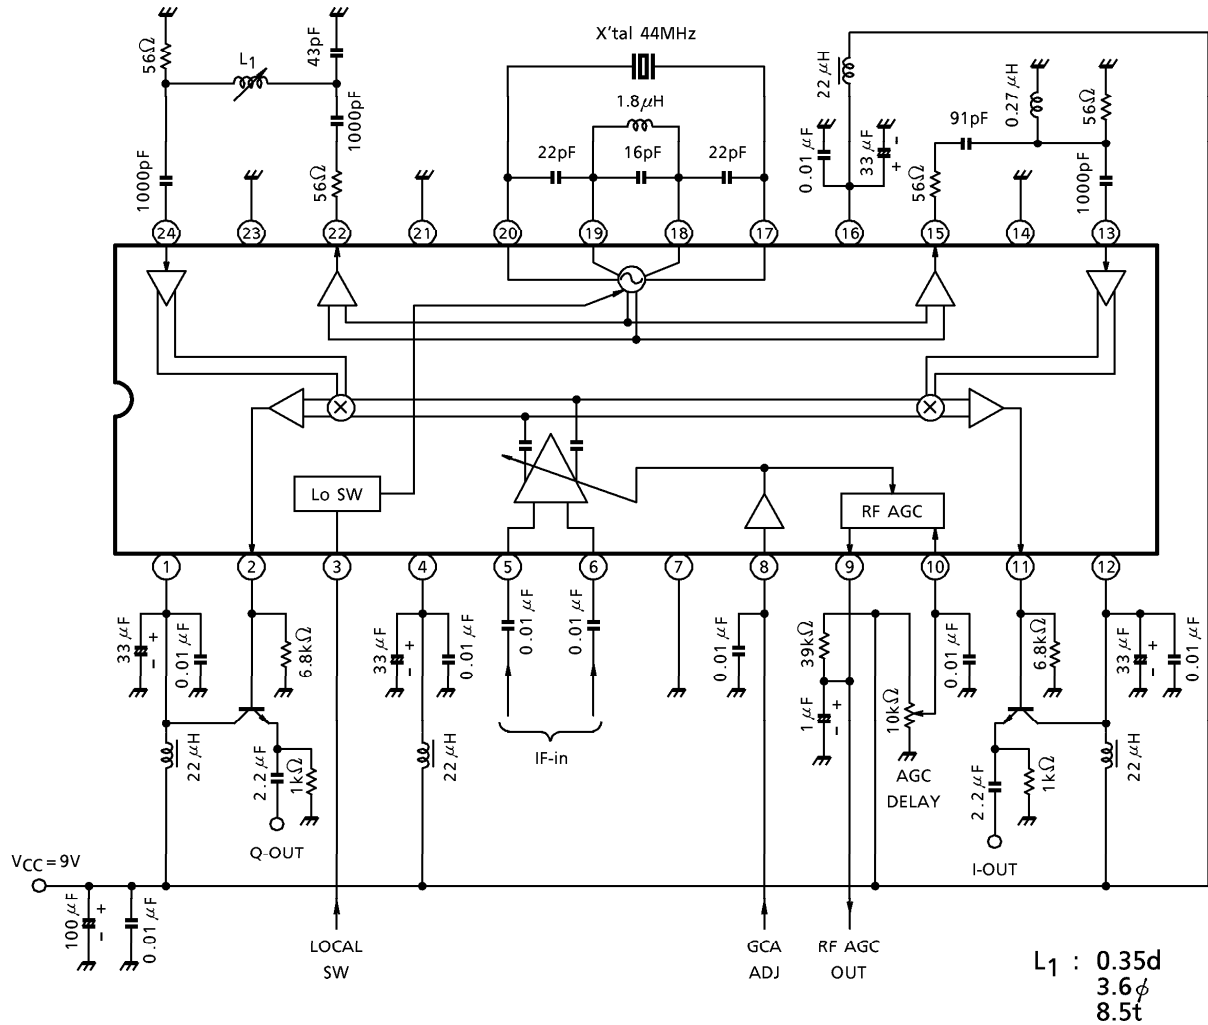 X'tal 44MHz
56Ω
L1
43pF
1000pF
1000pF
56Ω
1.8μH
22pF
16pF
22pF
22μH
0.01μF
33μF
-
+
91pF
0.27μH
56Ω
56Ω
1000pF
24
23
22
21
20
19
18
17
16
15
14
13
Lo SW
RF AGC
1
2
3
4
5
6
7
8
9
10
11
12
33μF
+
-
0.01μF
6.8kΩ
33μF
+
-
0.01μF
0.01μF
0.01μF
0.01μF
39kΩ
1μF
+
-
10kΩ
0.01μF
6.8kΩ
33μF
+
-
0.01μF
22μH
2.2μF
1kΩ
22μH
IF-in
AGC
DELAY
2.2μF
1kΩ
22μH
Q-OUT
I-OUT
VCC=9V
100μF
+
-
0.01μF
LOCAL
SW
GCA
ADJ
RF AGC
OUT
L1 : 0.35d
3.6φ
8.5t